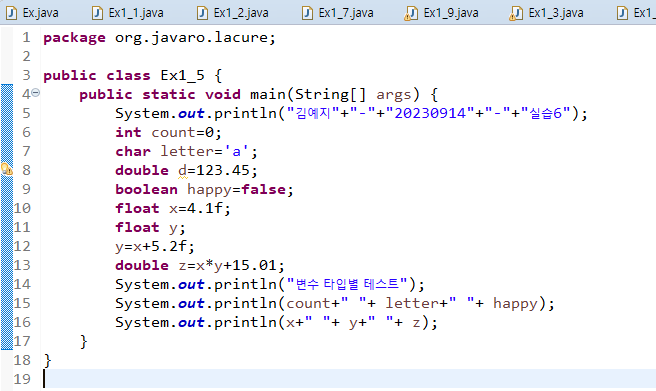 Ex.java Ex1_1.java Ex1_2.java Ex1_7.java Ex1_9.java Ex1_3.java Ex1_
1 package org.javaro.lacure;
2
3 public class Ex1_5 {
4 public static void main(String[] args) {
5 System.out.println("김예지"+"-"+"20230914"+"-"+"실습6");
6 int count=0;
7 char letter='a';
8 double d=123.45;
9 boolean happy=false;
10 float x=4.1f;
11 float y;
12 y=x+5.2f;
13 double z=x*y+15.01;
14 System.out.println("변수 타입별 테스트");
15 System.out.println(count+" "+ letter+" "+ happy);
16 System.out.println(x+" "+ y+" "+ z);
17 }
18 }
19